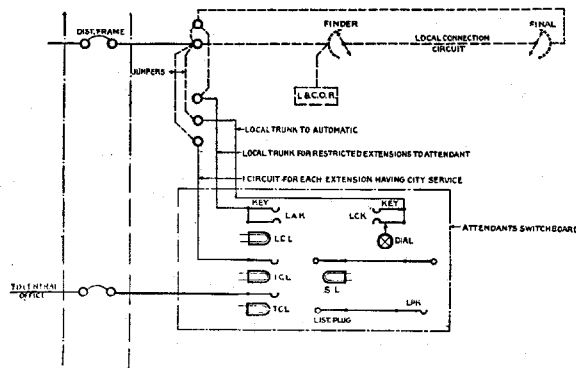 DIST. FRAME
FINDER
FINAL
LOCAL CONNECTION
CIRCUIT
JUMPERS
L & C.O.R.
LOCAL TRUNK TO AUTOMATIC
LOCAL TRUNK FOR RESTRICTED EXTENSIONS TO ATTENDANT
1 CIRCUIT FOR EACH EXTENSION HAVING CITY SERVICE
KEY
KEY
LAK
LCK
ATTENDANTS SWITCHBOARD
LCL
DIAL
TO CENTRAL
OFFICE
ICL
S L
LPK
TCL
LIST. PLUG